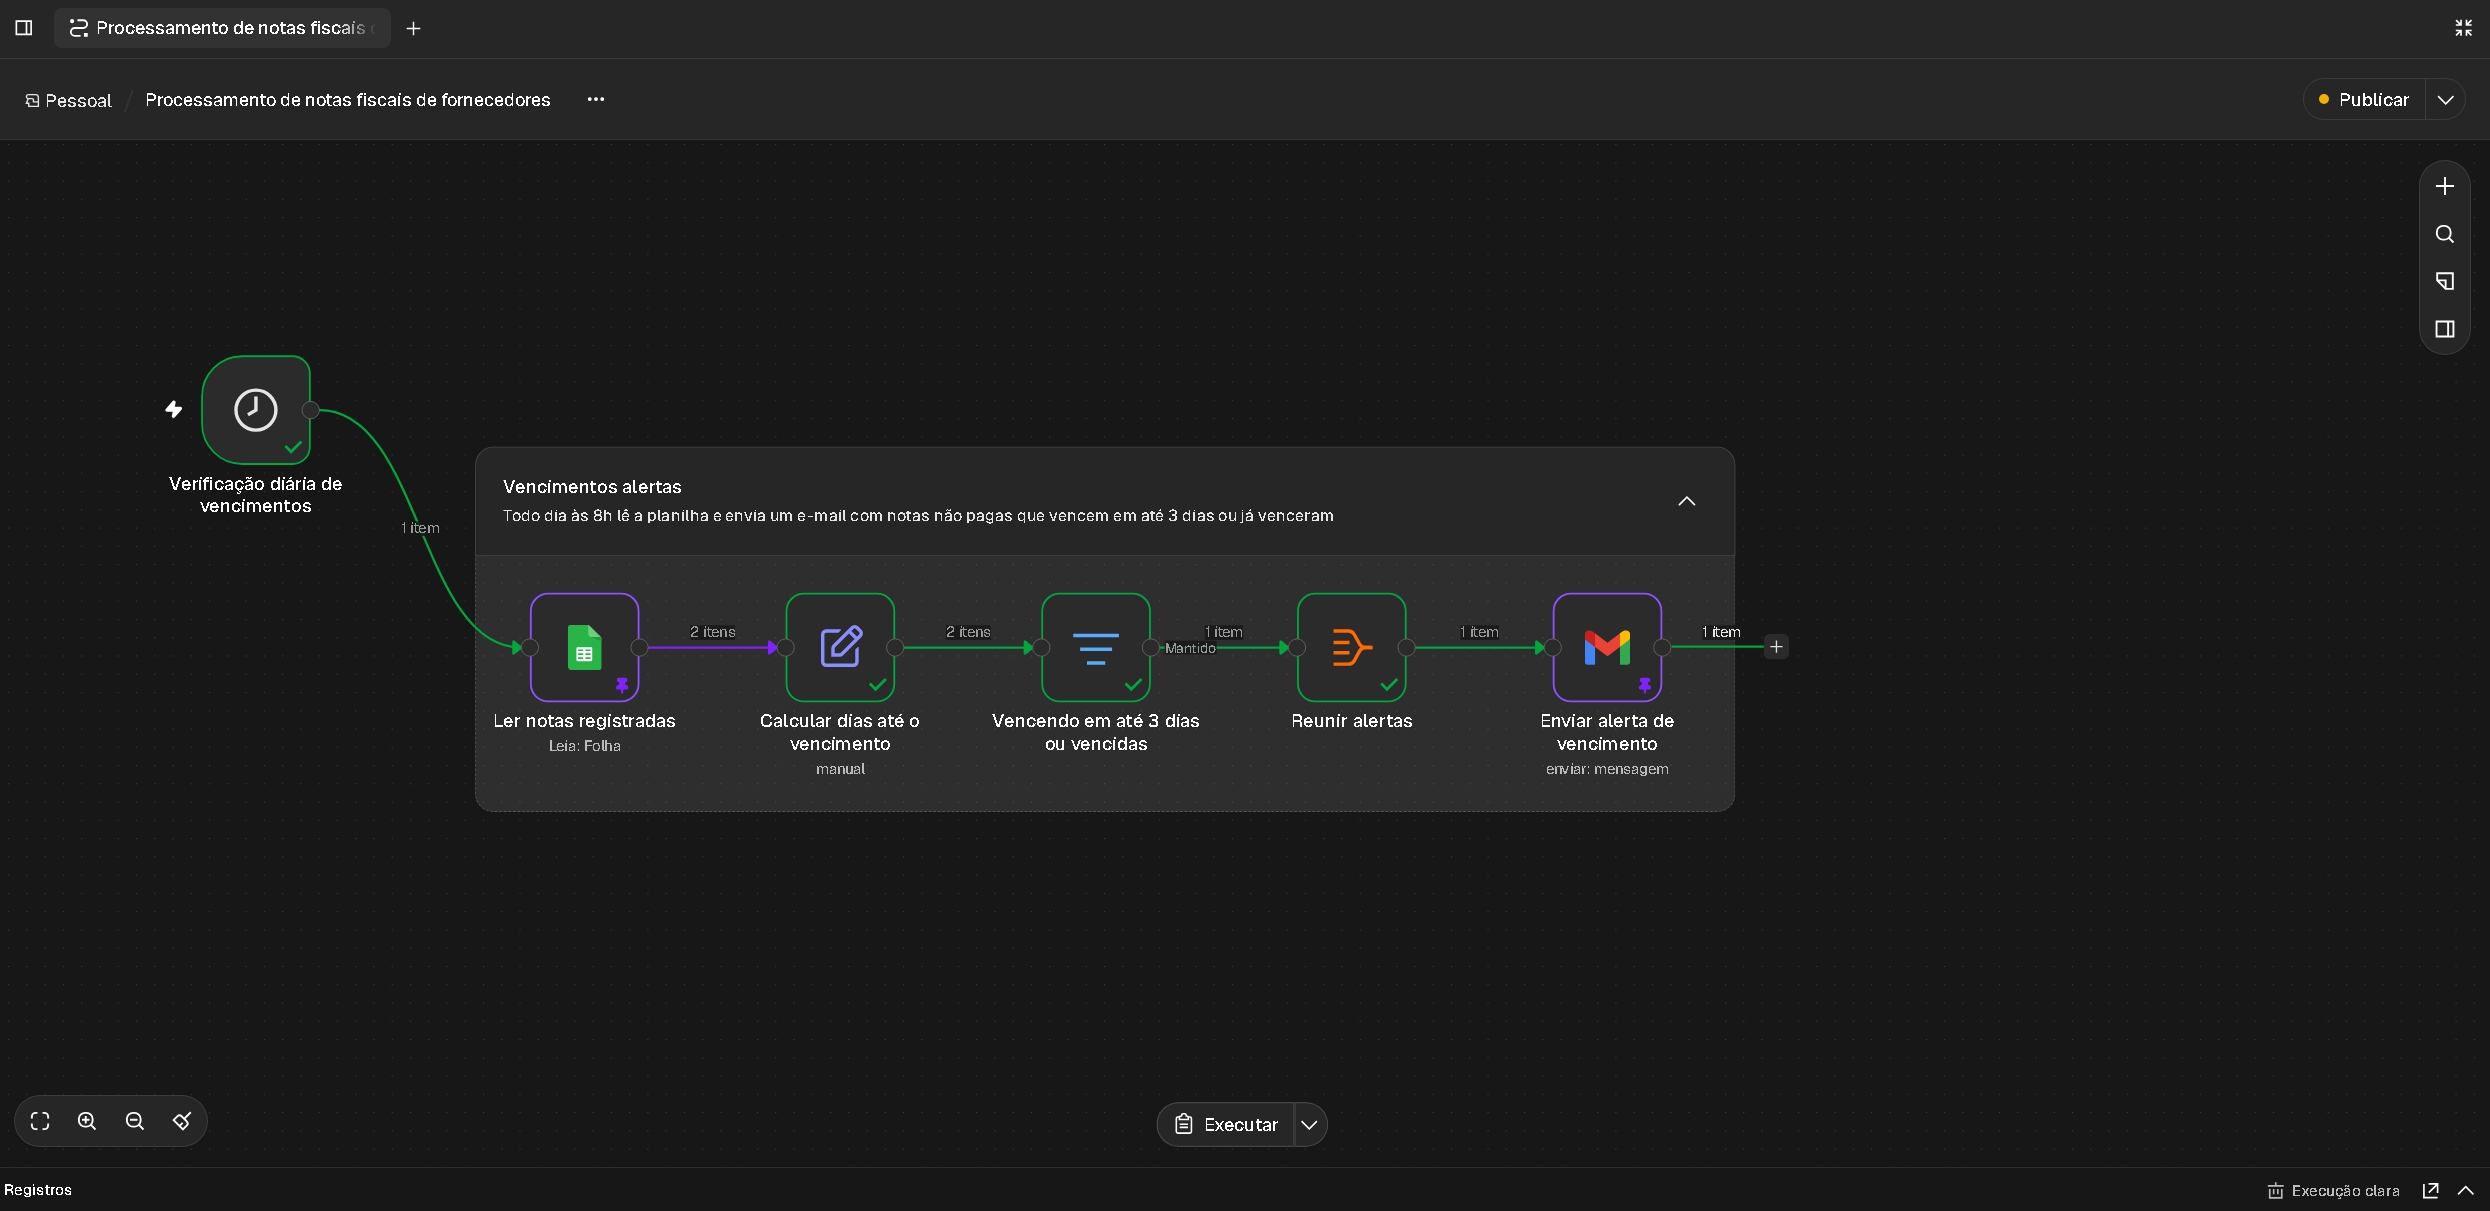 Processamento de notas fiscais
Pessoal / Processamento de notas fiscais de fornecedores
Publicar
Verificação diária de
vencimentos
1 item
Vencimentos alertas
Todo dia às 8h lê a planilha e envia um e-mail com notas não pagas que vencem em até 3 dias ou já venceram
2 itens
2 itens
1 item
Mantido
1 item
1 item
Ler notas registradas
Leia: Folha
Calcular dias até o
vencimento
manual
Vencendo em até 3 dias
ou vencidas
Reunir alertas
Enviar alerta de
vencimento
enviar: mensagem
Executar
Registros
Execução clara